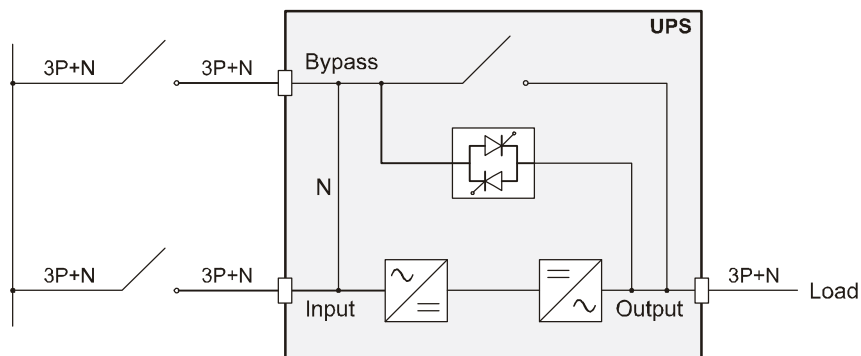 UPS
3P+N
3P+N
Bypass
N
3P+N
3P+N
Input
Output
3P+N
Load